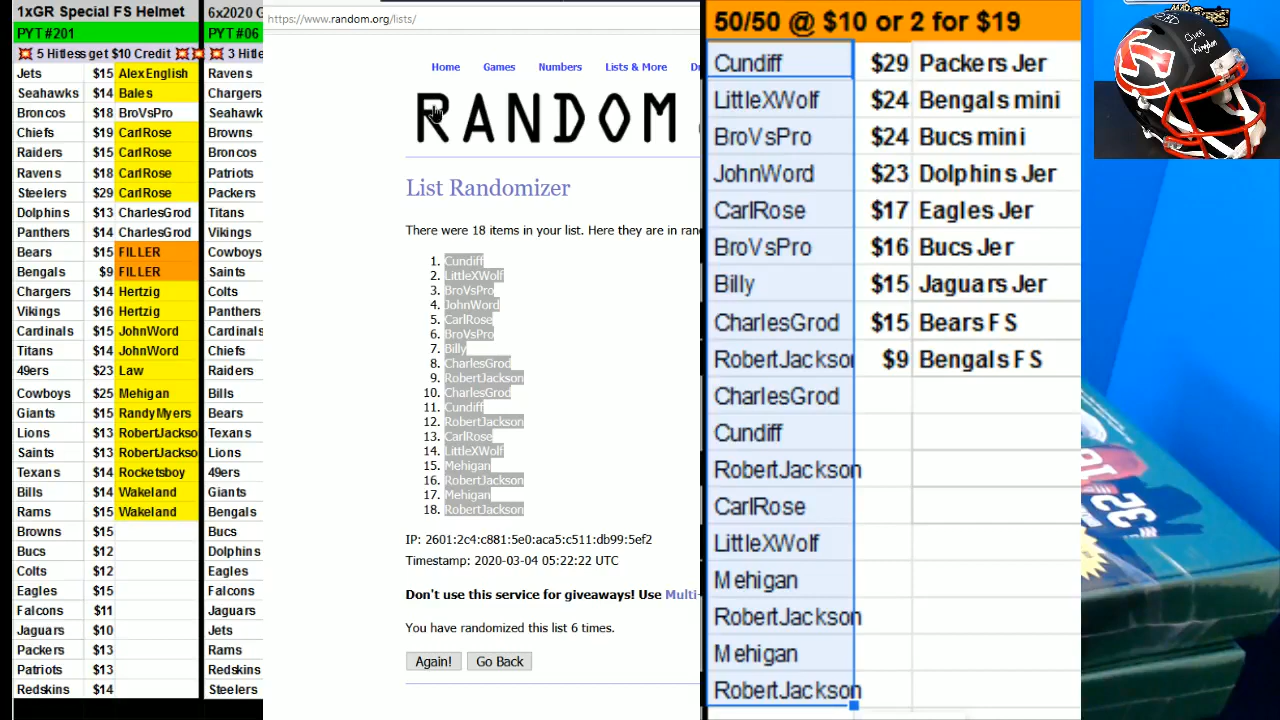 1xGR Special FS Helmet
PYT #201
💥 5 Hitless get $10 Credit 💥
Jets $15 AlexEnglish
Seahawks $14 Bales
Broncos $18 BroVsPro
Chiefs $19 CarlRose
Raiders $15 CarlRose
Ravens $18 CarlRose
Steelers $29 CarlRose
Dolphins $13 CharlesGrod
Panthers $14 CharlesGrod
Bears $15 FILLER
Bengals $9 FILLER
Chargers $14 Hertzig
Vikings $16 Hertzig
Cardinals $15 JohnWord
Titans $14 JohnWord
49ers $23 Law
Cowboys $25 Mehigan
Giants $15 RandyMyers
Lions $13 RobertJackso
Saints $13 RobertJackso
Texans $14 Rocketsboy
Bills $14 Wakeland
Rams $15 Wakeland
Browns $15
Bucs $12
Colts $12
Eagles $15
Falcons $11
Jaguars $10
Packers $13
Patriots $13
Redskins $14
6x2020 G
PYT #06
💥 3 Hitle
Ravens
Chargers
Seahawk
Browns
Broncos
Patriots
Packers
Titans
Vikings
Cowboys
Saints
Colts
Panthers
Cardinals
Chiefs
Raiders
Bills
Bears
Texans
Lions
49ers
Giants
Bengals
Bucs
Dolphins
Eagles
Falcons
Jaguars
Jets
Rams
Redskins
Steelers
https://www.random.org/lists/
Home Games Numbers Lists & More
RANDOM
List Randomizer
There were 18 items in your list. Here they are in ran
1. Cundiff
2. LittleXWolf
3. BroVsPro
4. JohnWord
5. CarlRose
6. BroVsPro
7. Billy
8. CharlesGrod
9. RobertJackson
10. CharlesGrod
11. Cundiff
12. RobertJackson
13. CarlRose
14. LittleXWolf
15. Mehigan
16. RobertJackson
17. Mehigan
18. RobertJackson
IP: 2601:2c4:c881:5e0:aca5:c511:db99:5ef2
Timestamp: 2020-03-04 05:22:22 UTC
Don't use this service for giveaways! Use Multi-
You have randomized this list 6 times.
Again! Go Back
50/50 @ $10 or 2 for $19
Cundiff $29 Packers Jer
LittleXWolf $24 Bengals mini
BroVsPro $24 Bucs mini
JohnWord $23 Dolphins Jer
CarlRose $17 Eagles Jer
BroVsPro $16 Bucs Jer
Billy $15 Jaguars Jer
CharlesGrod $15 Bears FS
RobertJackson $9 Bengals FS
CharlesGrod
Cundiff
RobertJackson
CarlRose
LittleXWolf
Mehigan
RobertJackson
Mehigan
RobertJackson
32